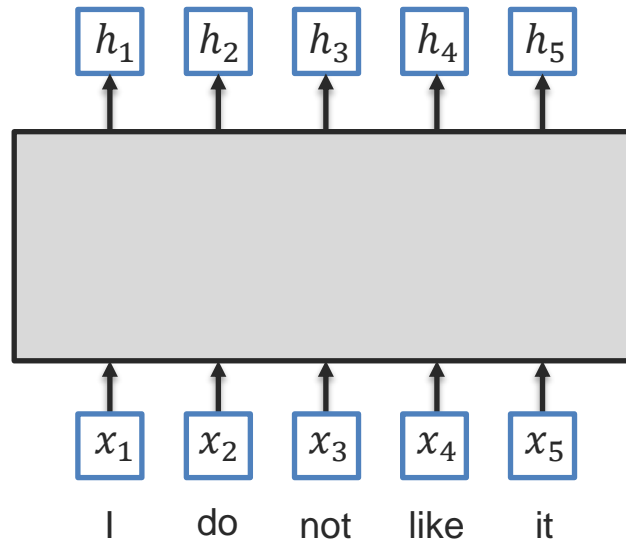 h₁ h₂ h₃ h₄ h₅
x₁ x₂ x₃ x₄ x₅
I do not like it